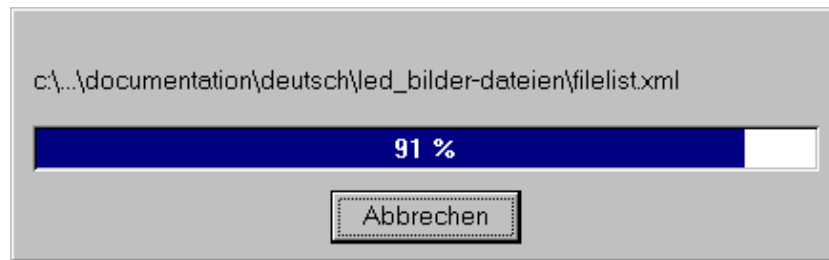 c:\...\documentation\deutsch\led_bilder-dateien\filelist.xml
91 %
Abbrechen